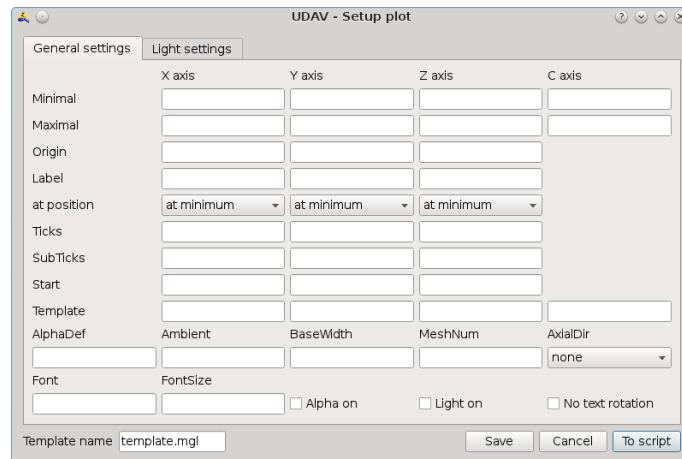 UDAV - Setup plot
General settings Light settings
X axis Y axis Z axis C axis
Minimal
Maximal
Origin
Label
at position at minimum at minimum at minimum
Ticks
SubTicks
Start
Template
AlphaDef Ambient BaseWidth MeshNum AxialDir
none
Font FontSize
Alpha on Light on No text rotation
Template name template.mgl Save Cancel To script